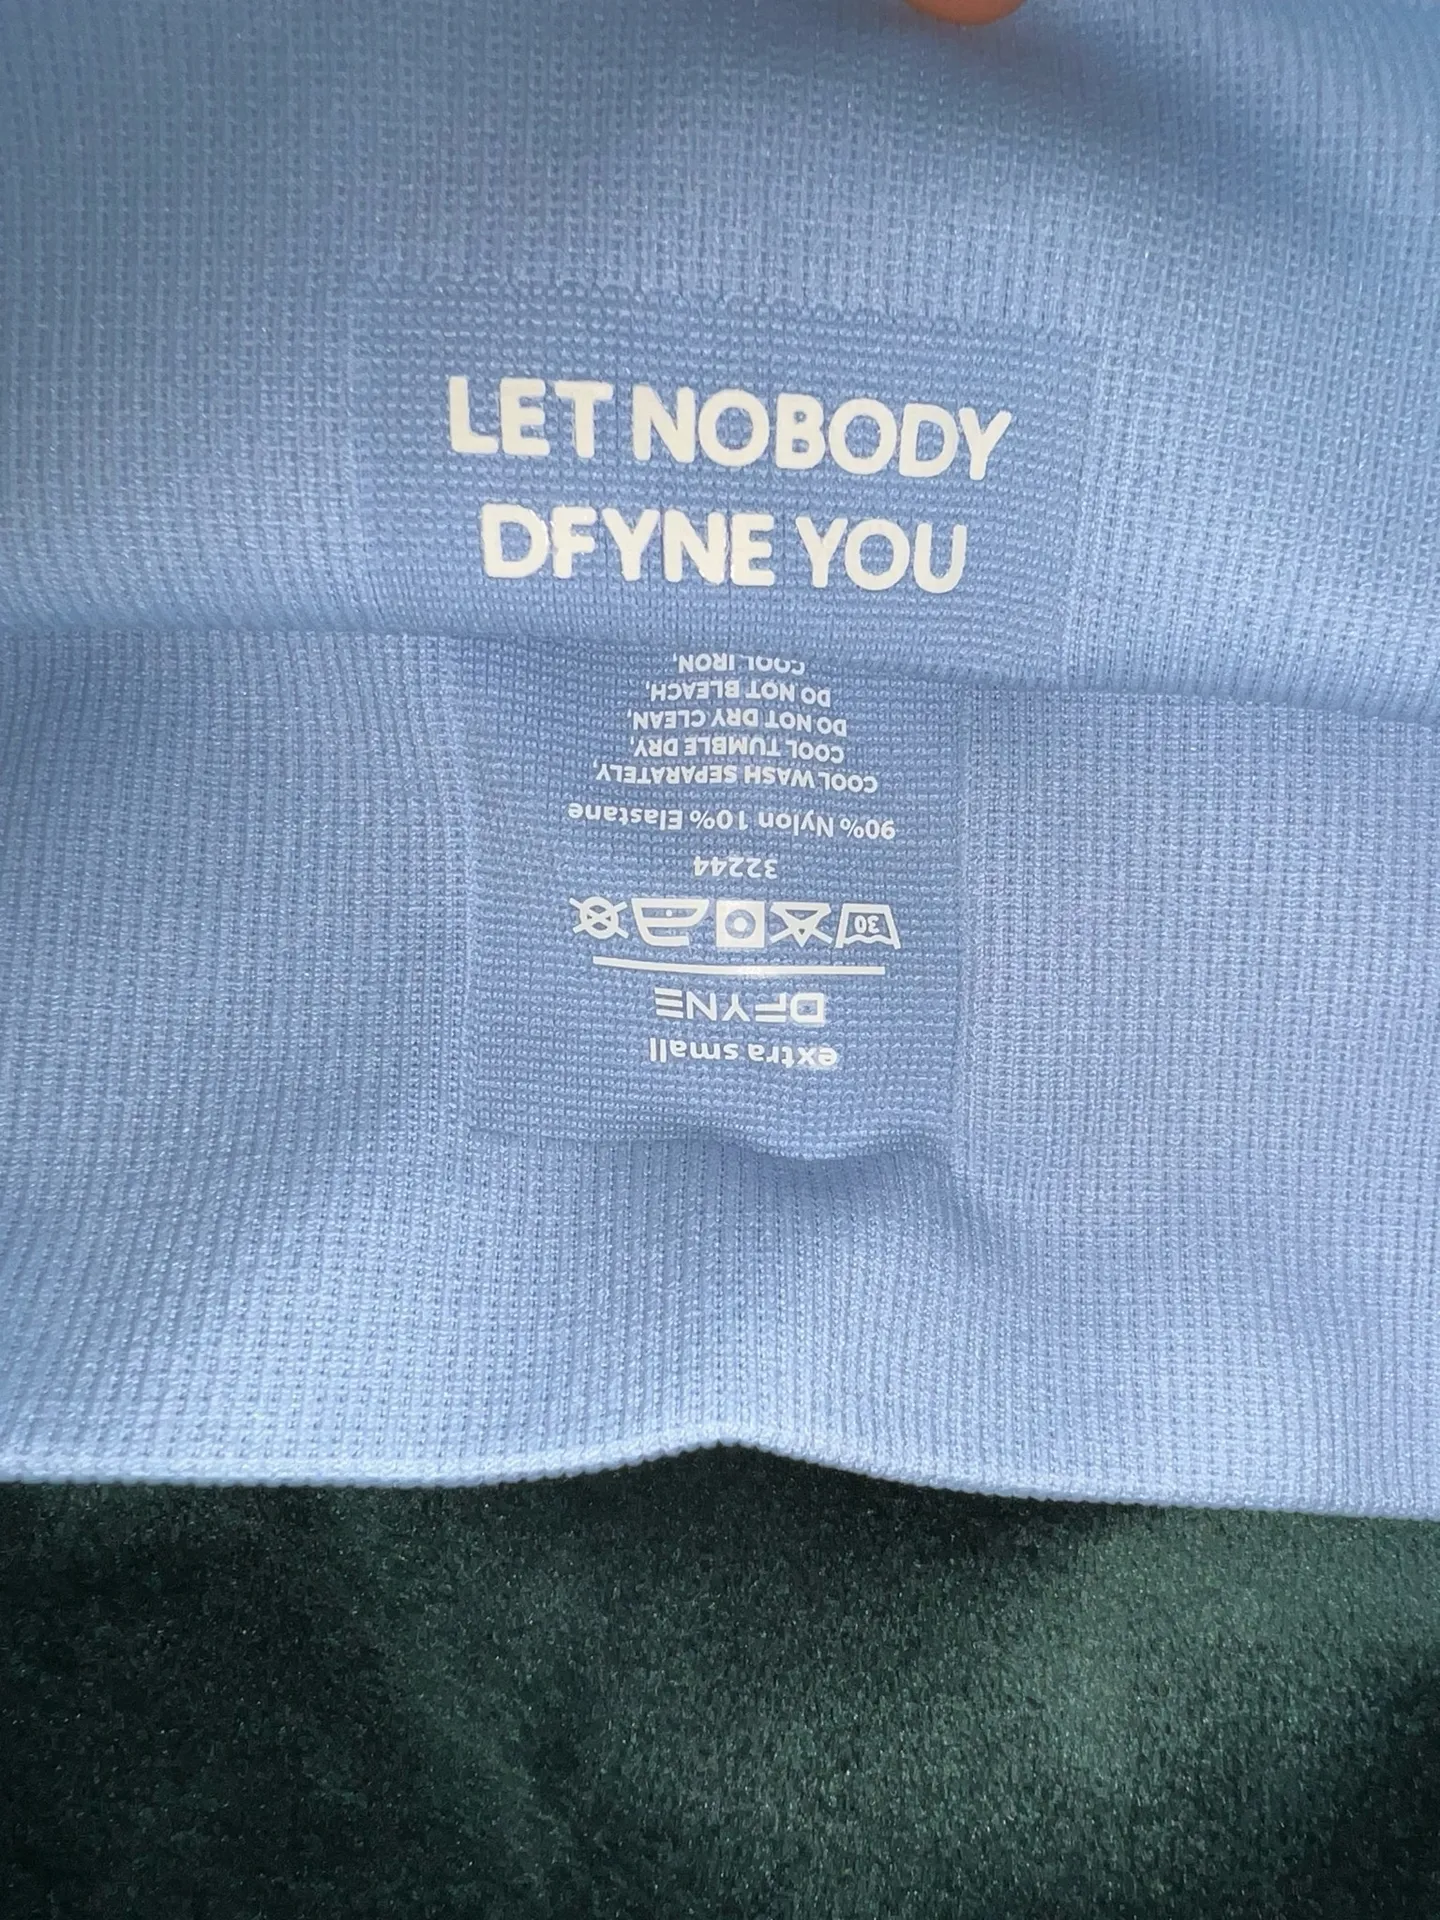 LET NOBODY
DFYNE YOU
extra small
DFYNE
30
32244
90% Nylon 10% Elastane
COOL WASH SEPARATELY,
COOL TUMBLE DRY,
DO NOT DRY CLEAN,
DO NOT BLEACH,
COOL IRON,